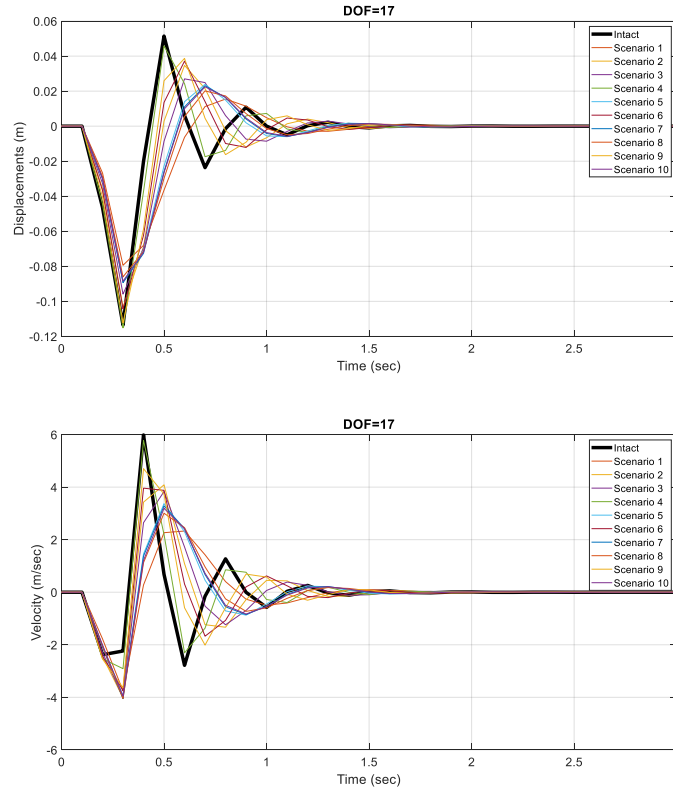 DOF=17
0.06
0.04
0.02
0
-0.02
-0.04
-0.06
-0.08
-0.1
-0.12
Displacements (m)
0 0.5 1 1.5 2 2.5
Time (sec)
Intact
Scenario 1
Scenario 2
Scenario 3
Scenario 4
Scenario 5
Scenario 6
Scenario 7
Scenario 8
Scenario 9
Scenario 10
DOF=17
6
4
2
0
-2
-4
-6
Velocity (m/sec)
0 0.5 1 1.5 2 2.5
Time (sec)
Intact
Scenario 1
Scenario 2
Scenario 3
Scenario 4
Scenario 5
Scenario 6
Scenario 7
Scenario 8
Scenario 9
Scenario 10